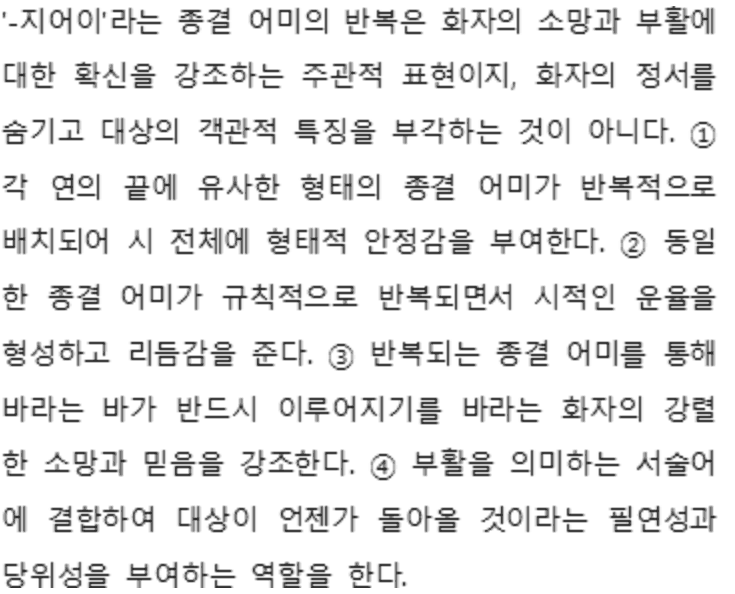 '-지어이'라는 종결 어미의 반복은 화자의 소망과 부활에
대한 확신을 강조하는 주관적 표현이지, 화자의 정서를
숨기고 대상의 객관적 특징을 부각하는 것이 아니다. ①
각 연의 끝에 유사한 형태의 종결 어미가 반복적으로
배치되어 시 전체에 형태적 안정감을 부여한다. ② 동일
한 종결 어미가 규칙적으로 반복되면서 시적인 운율을
형성하고 리듬감을 준다. ③ 반복되는 종결 어미를 통해
바라는 바가 반드시 이루어지기를 바라는 화자의 강렬
한 소망과 믿음을 강조한다. ④ 부활을 의미하는 서술어
에 결합하여 대상이 언젠가 돌아올 것이라는 필연성과
당위성을 부여하는 역할을 한다.